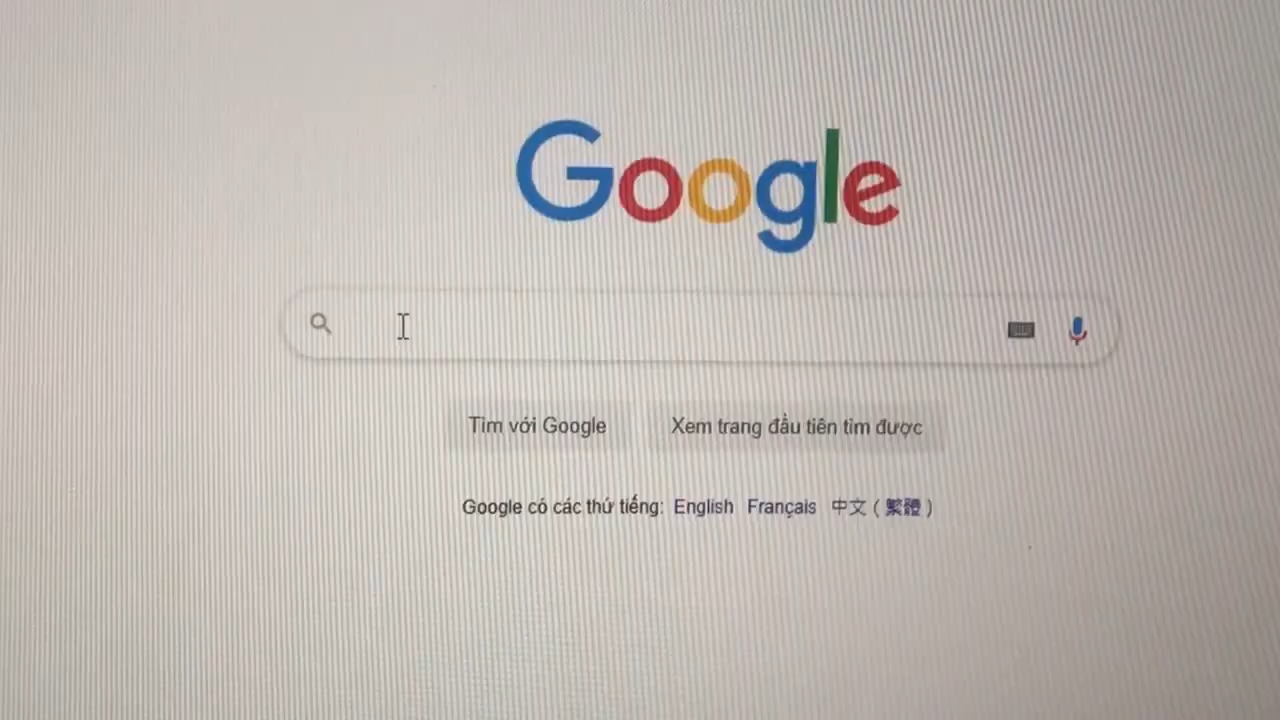 Google
Tìm với Google Xem trang đầu tiên tìm được
Google có các thứ tiếng: English Français 中文 ( 繁體 )